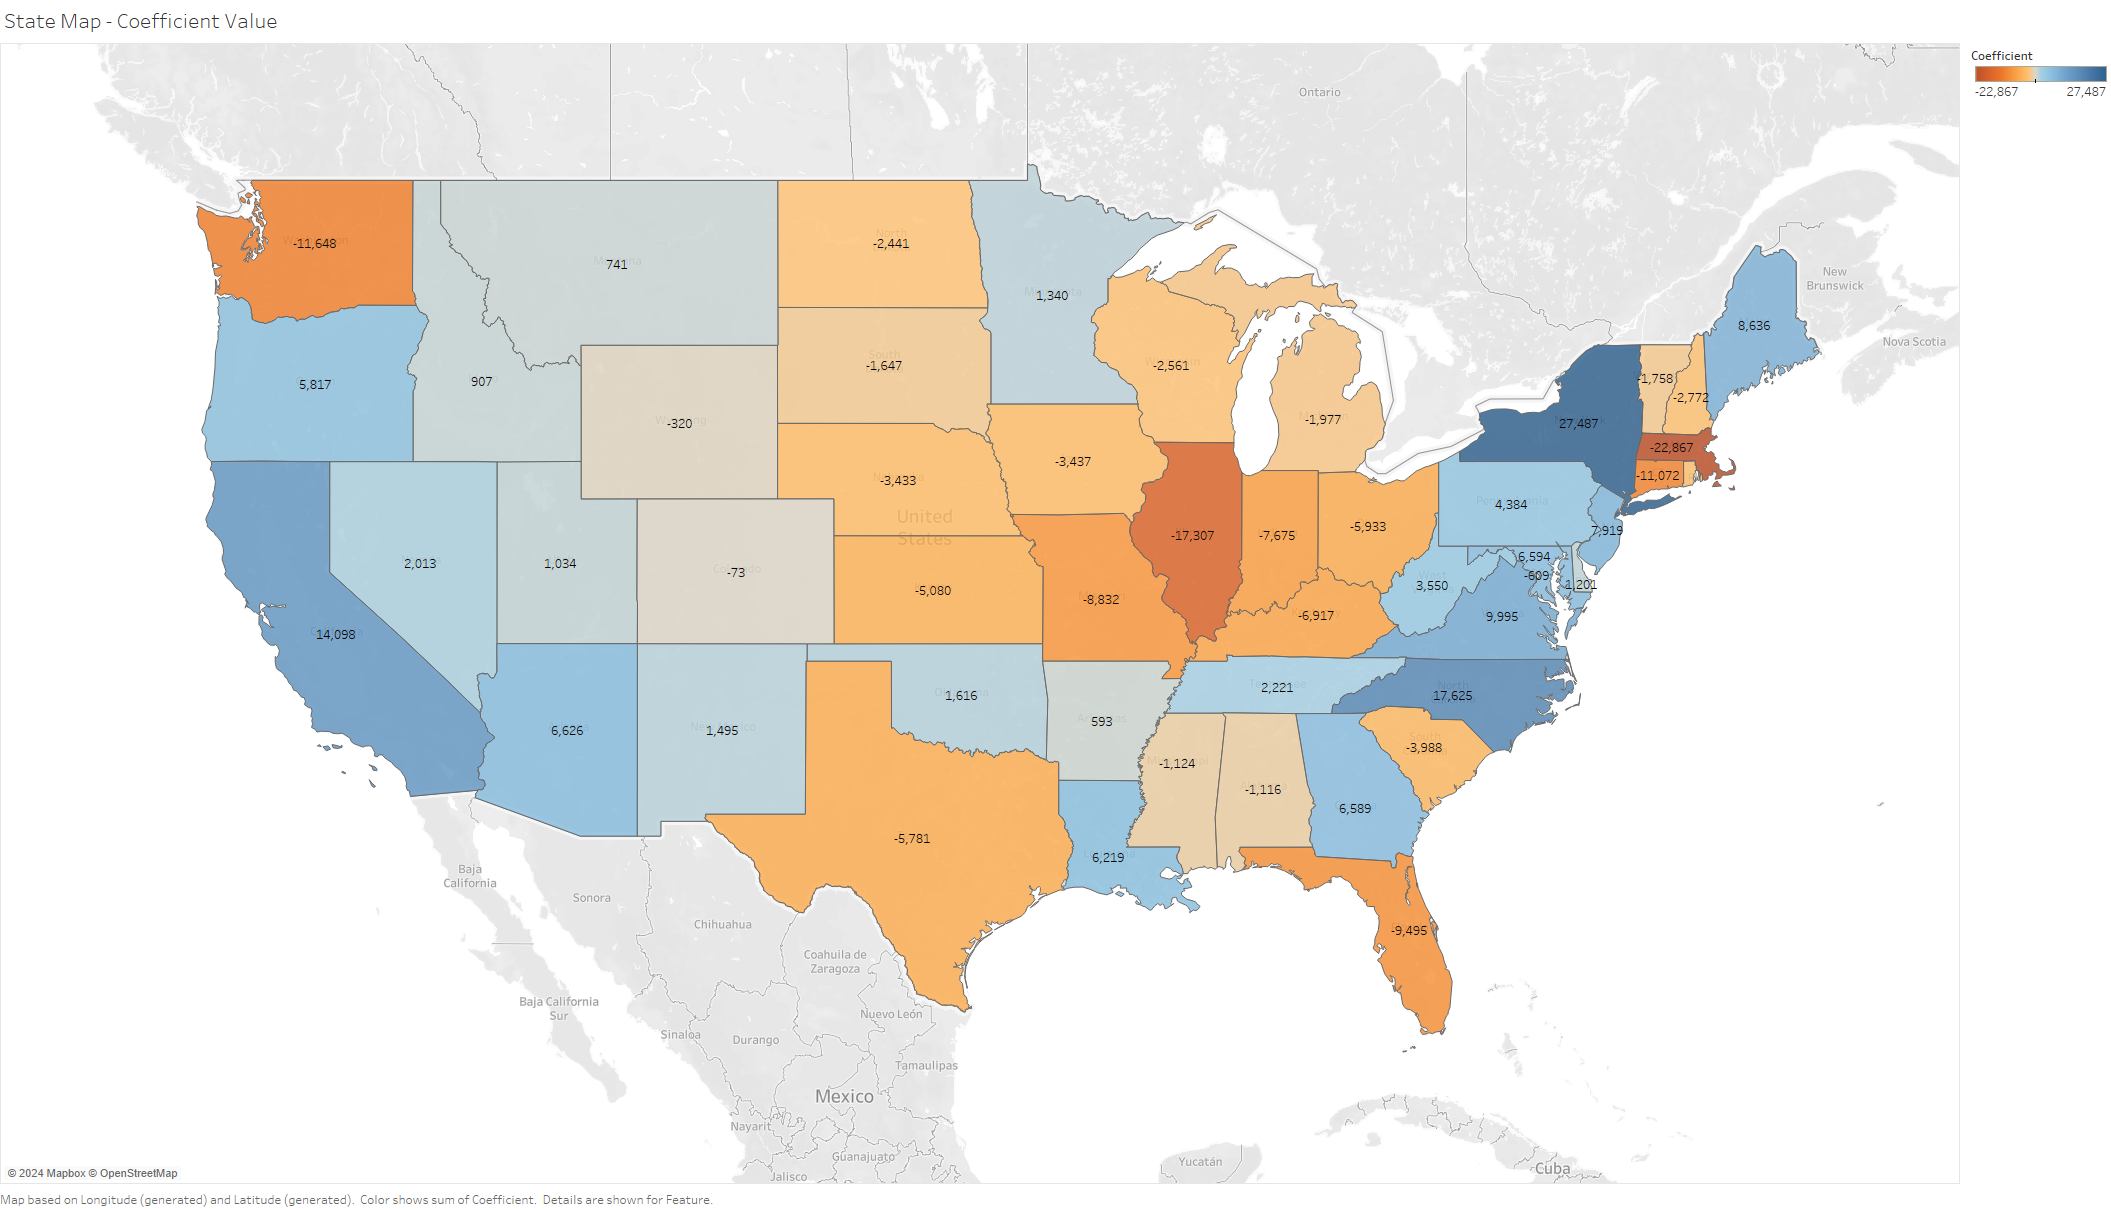 State Map - Coefficient Value
Coefficient
-22,867
27,487
Ontario
New
Brunswick
Nova Scotia
-11,648
741
-2,441
North
1,340
8,636
5,817
907
-320
South
-1,647
-2,561
-1,977
27,487
-1,758
-2,772
-22,867
-11,072
-3,433
-3,437
United
States
-17,307
-7,675
-5,933
4,384
7,919
2,013
1,034
-73
-5,080
-8,832
-6,917
West
3,550
6,594
-609
1,201
9,995
14,098
6,626
1,495
1,616
593
2,221
North
17,625
-1,124
-1,116
6,589
South
-3,988
-5,781
6,219
-9,495
Baja
California
Sonora
Chihuahua
Coahuila de
Zaragoza
Baja California
Sur
Nuevo León
Sinaloa
Durango
Tamaulipas
Mexico
Nayarit
Guanajuato
Jalisco
Yucatán
Cuba
© 2024 Mapbox © OpenStreetMap
Map based on Longitude (generated) and Latitude (generated).  Color shows sum of Coefficient.  Details are shown for Feature.